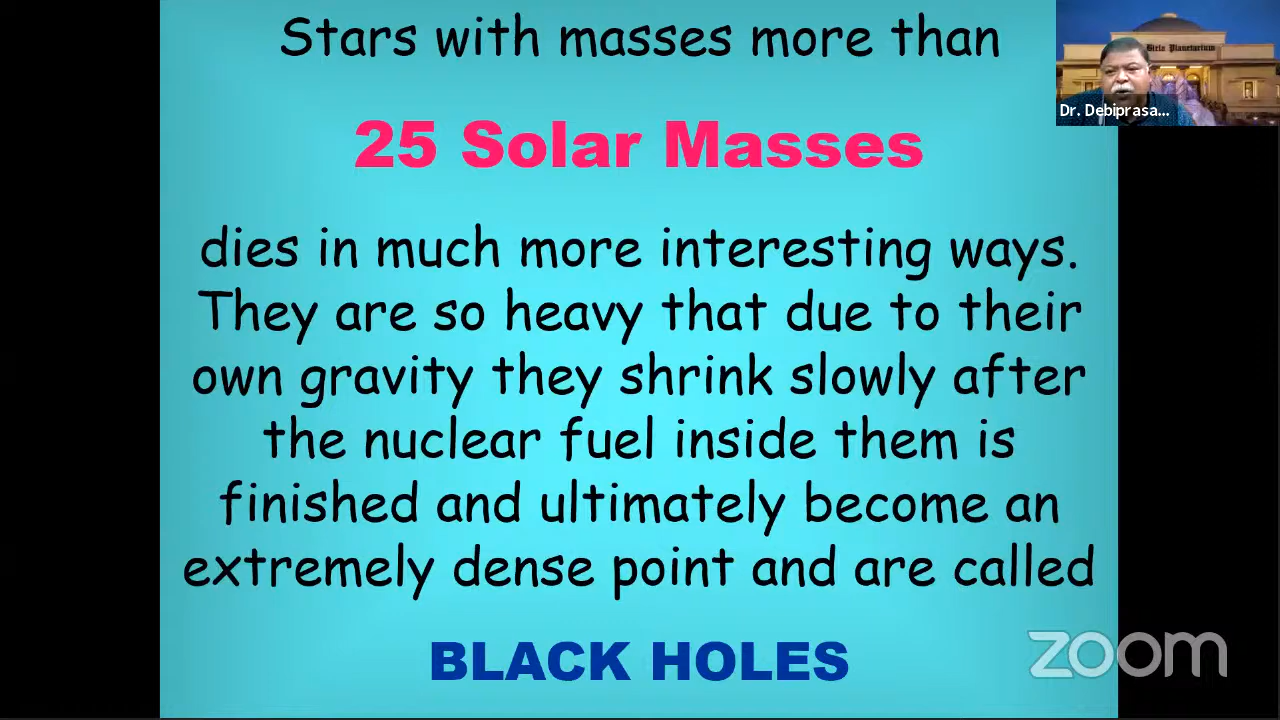 Stars with masses more than
25 Solar Masses
dies in much more interesting ways.
They are so heavy that due to their
own gravity they shrink slowly after
the nuclear fuel inside them is
finished and ultimately become an
extremely dense point and are called
BLACK HOLES
Birla Planetarium
Dr. Debiprasa...
zoom